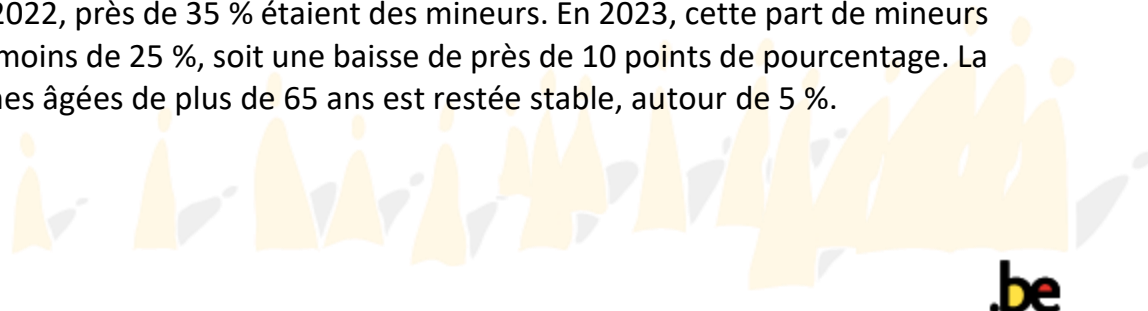 2022, près de 35 % étaient des mineurs. En 2023, cette part de mineurs
moins de 25 %, soit une baisse de près de 10 points de pourcentage. La
âgées de plus de 65 ans est restée stable, autour de 5 %.
.be